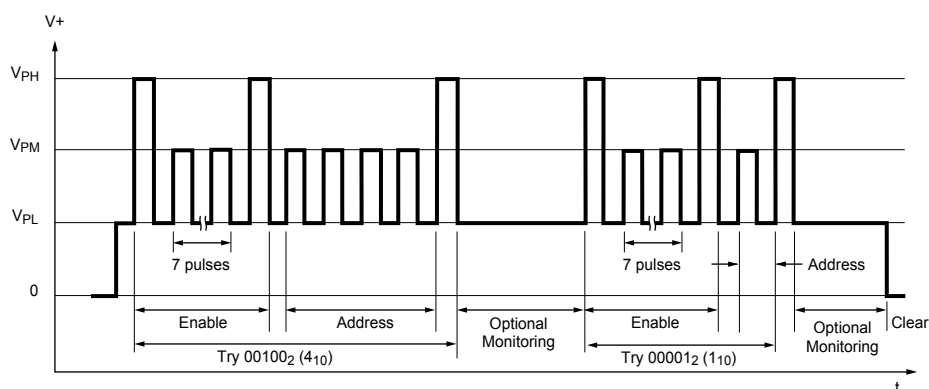 V+
VPH
VPM
VPL
0
7 pulses
7 pulses
Address
Enable
Address
Optional
Monitoring
Enable
Optional
Monitoring
Clear
Try 00100₂ (4₁₀)
Try 00001₂ (1₁₀)
t